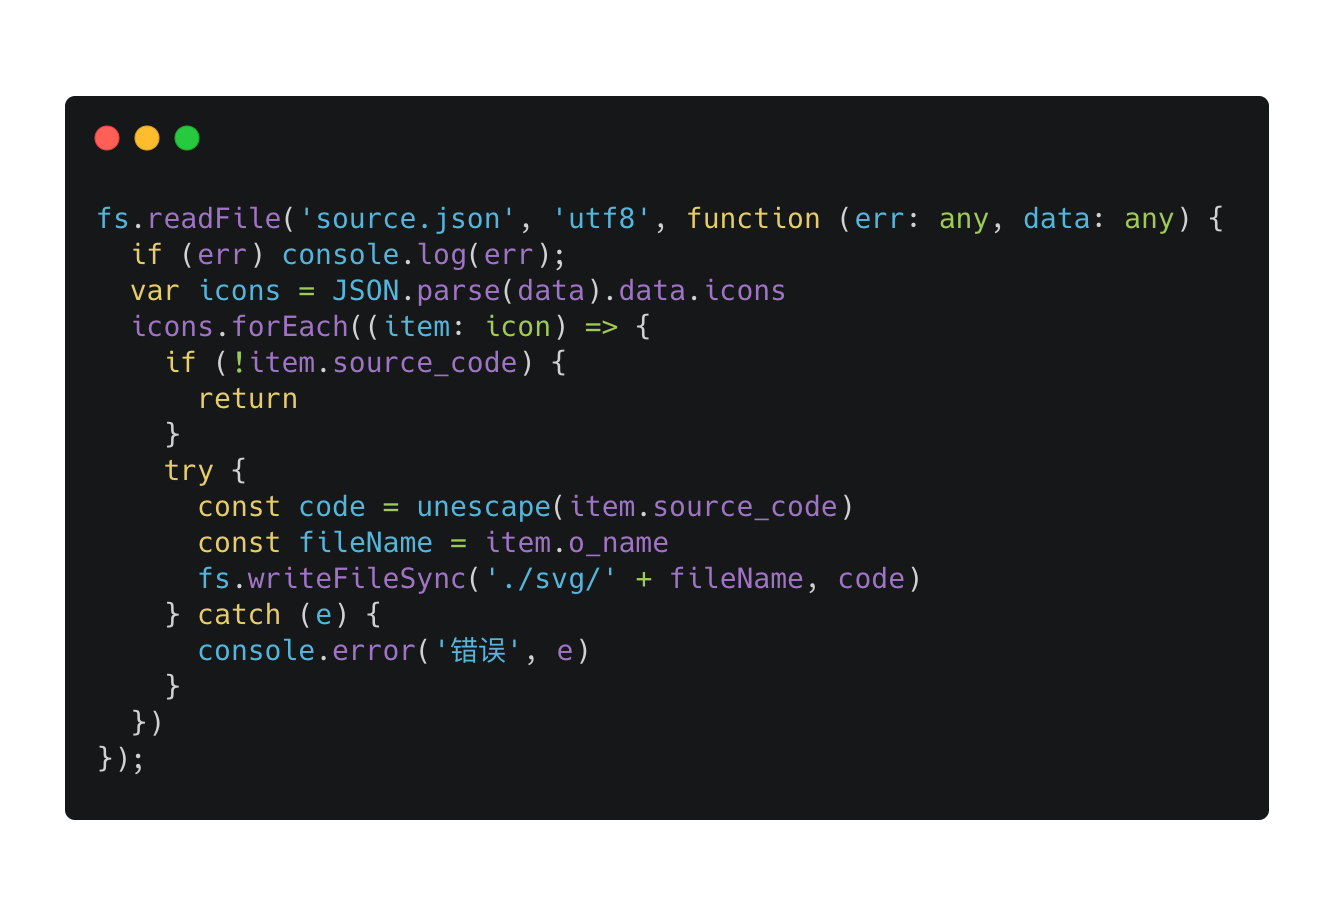 fs.readFile('source.json', 'utf8', function (err: any, data: any) {
  if (err) console.log(err);
  var icons = JSON.parse(data).data.icons
  icons.forEach((item: icon) => {
    if (!item.source_code) {
      return
    }
    try {
      const code = unescape(item.source_code)
      const fileName = item.o_name
      fs.writeFileSync('./svg/' + fileName, code)
    } catch (e) {
      console.error('错误', e)
    }
  })
});